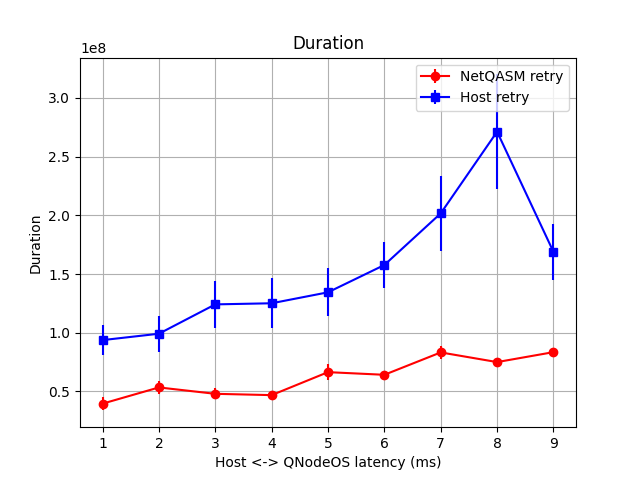 Duration
1e8
NetQASM retry
Host retry
3.0
2.5
2.0
1.5
1.0
0.5
Duration
1 2 3 4 5 6 7 8 9
Host <-> QNodeOS latency (ms)